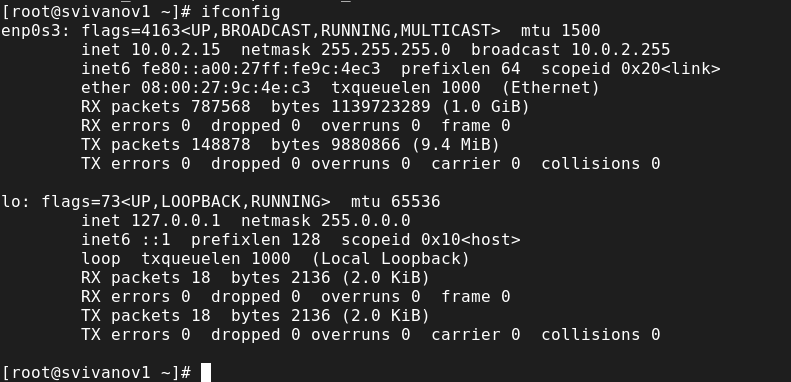 [root@svivanov1 ~]# ifconfig
enp0s3: flags=4163<UP,BROADCAST,RUNNING,MULTICAST>  mtu 1500
        inet 10.0.2.15  netmask 255.255.255.0  broadcast 10.0.2.255
        inet6 fe80::a00:27ff:fe9c:4ec3  prefixlen 64  scopeid 0x20<link>
        ether 08:00:27:9c:4e:c3  txqueuelen 1000  (Ethernet)
        RX packets 787568  bytes 1139723289 (1.0 GiB)
        RX errors 0  dropped 0  overruns 0  frame 0
        TX packets 148878  bytes 9880866 (9.4 MiB)
        TX errors 0  dropped 0 overruns 0  carrier 0  collisions 0

lo: flags=73<UP,LOOPBACK,RUNNING>  mtu 65536
        inet 127.0.0.1  netmask 255.0.0.0
        inet6 ::1  prefixlen 128  scopeid 0x10<host>
        loop  txqueuelen 1000  (Local Loopback)
        RX packets 18  bytes 2136 (2.0 KiB)
        RX errors 0  dropped 0  overruns 0  frame 0
        TX packets 18  bytes 2136 (2.0 KiB)
        TX errors 0  dropped 0 overruns 0  carrier 0  collisions 0

[root@svivanov1 ~]#